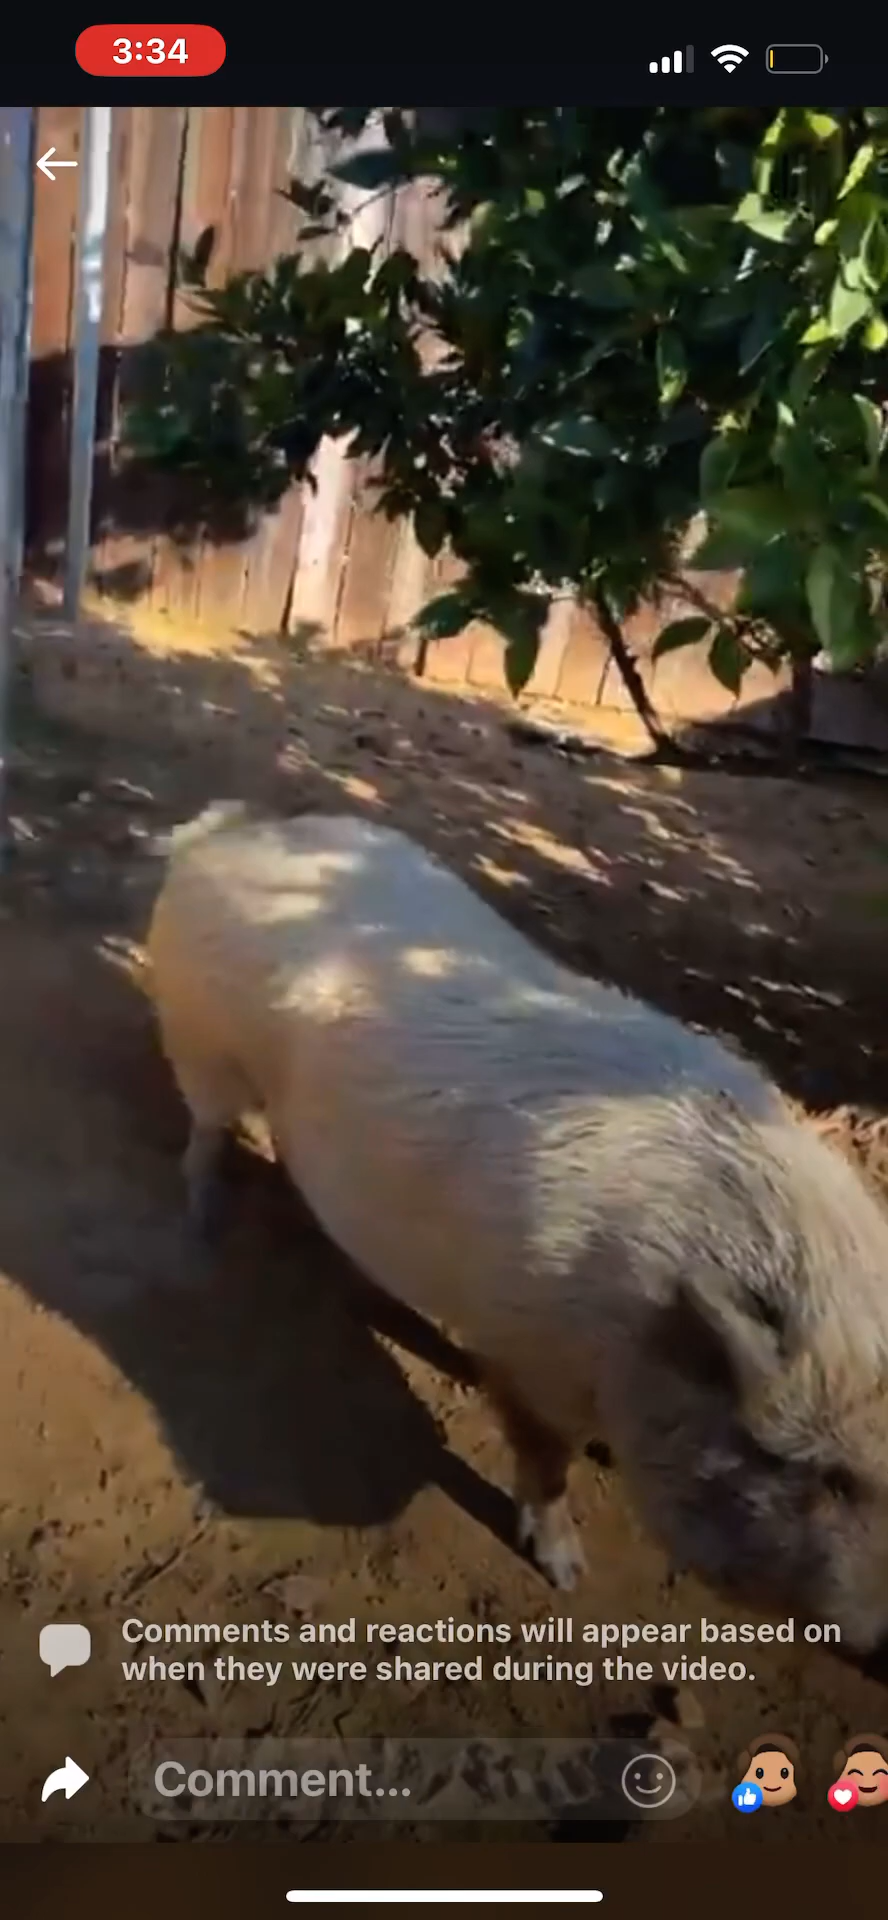 3:34
Comments and reactions will appear based on
when they were shared during the video.
Comment...